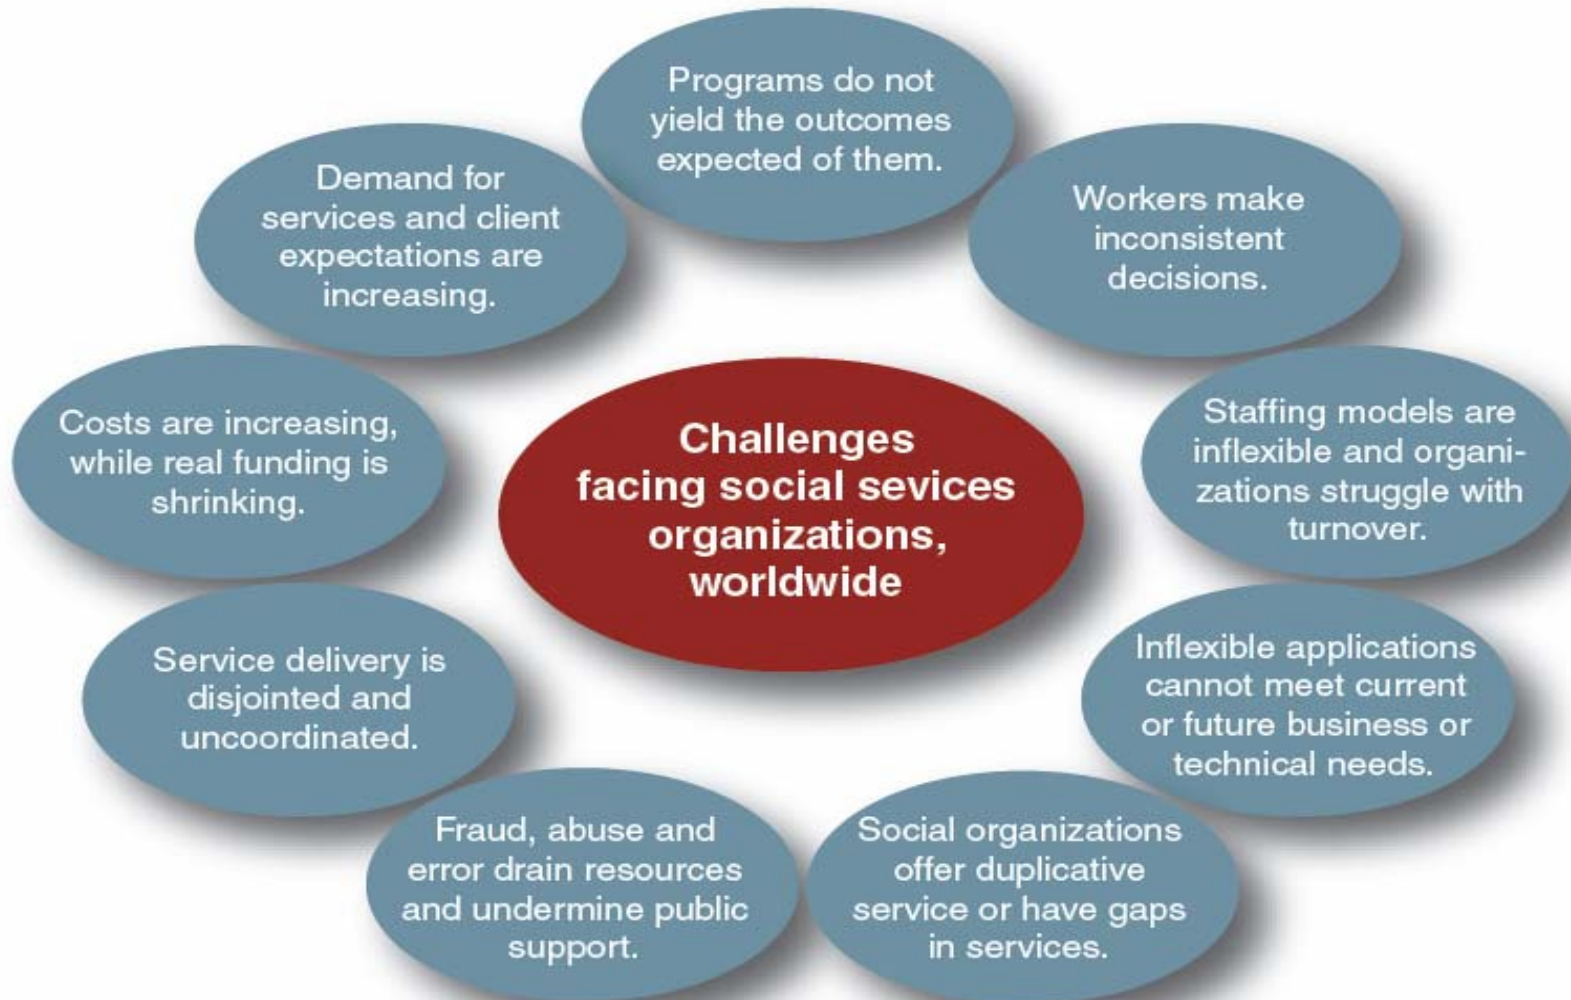 Programs do not
yield the outcomes
expected of them.
Demand for
services and client
expectations are
increasing.
Workers make
inconsistent
decisions.
Costs are increasing,
while real funding is
shrinking.
Challenges
facing social sevices
organizations,
worldwide
Staffing models are
inflexible and organi-
zations struggle with
turnover.
Service delivery is
disjointed and
uncoordinated.
Inflexible applications
cannot meet current
or future business or
technical needs.
Fraud, abuse and
error drain resources
and undermine public
support.
Social organizations
offer duplicative
service or have gaps
in services.